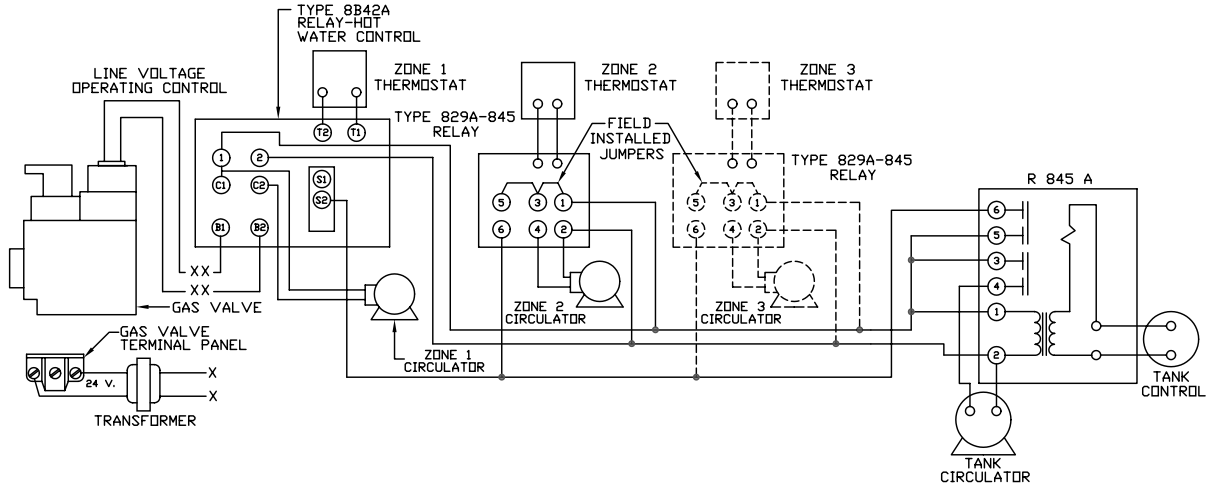 TYPE 8B42A
RELAY-HOT
WATER CONTROL
LINE VOLTAGE
OPERATING CONTROL
ZONE 1
THERMOSTAT
ZONE 2
THERMOSTAT
ZONE 3
THERMOSTAT
TYPE 829A-845
RELAY
FIELD
INSTALLED
JUMPERS
TYPE 829A-845
RELAY
R 845 A
T2 T1
1 2
C1 C2
S1
S2
B1 B2
5 3 1
6 4 2
5 3 1
6 4 2
6
5
3
4
1
2
XX
XX
GAS VALVE
ZONE 2
CIRCULATOR
ZONE 3
CIRCULATOR
GAS VALVE
TERMINAL PANEL
24 V.
X
X
TRANSFORMER
ZONE 1
CIRCULATOR
TANK
CONTROL
TANK
CIRCULATOR